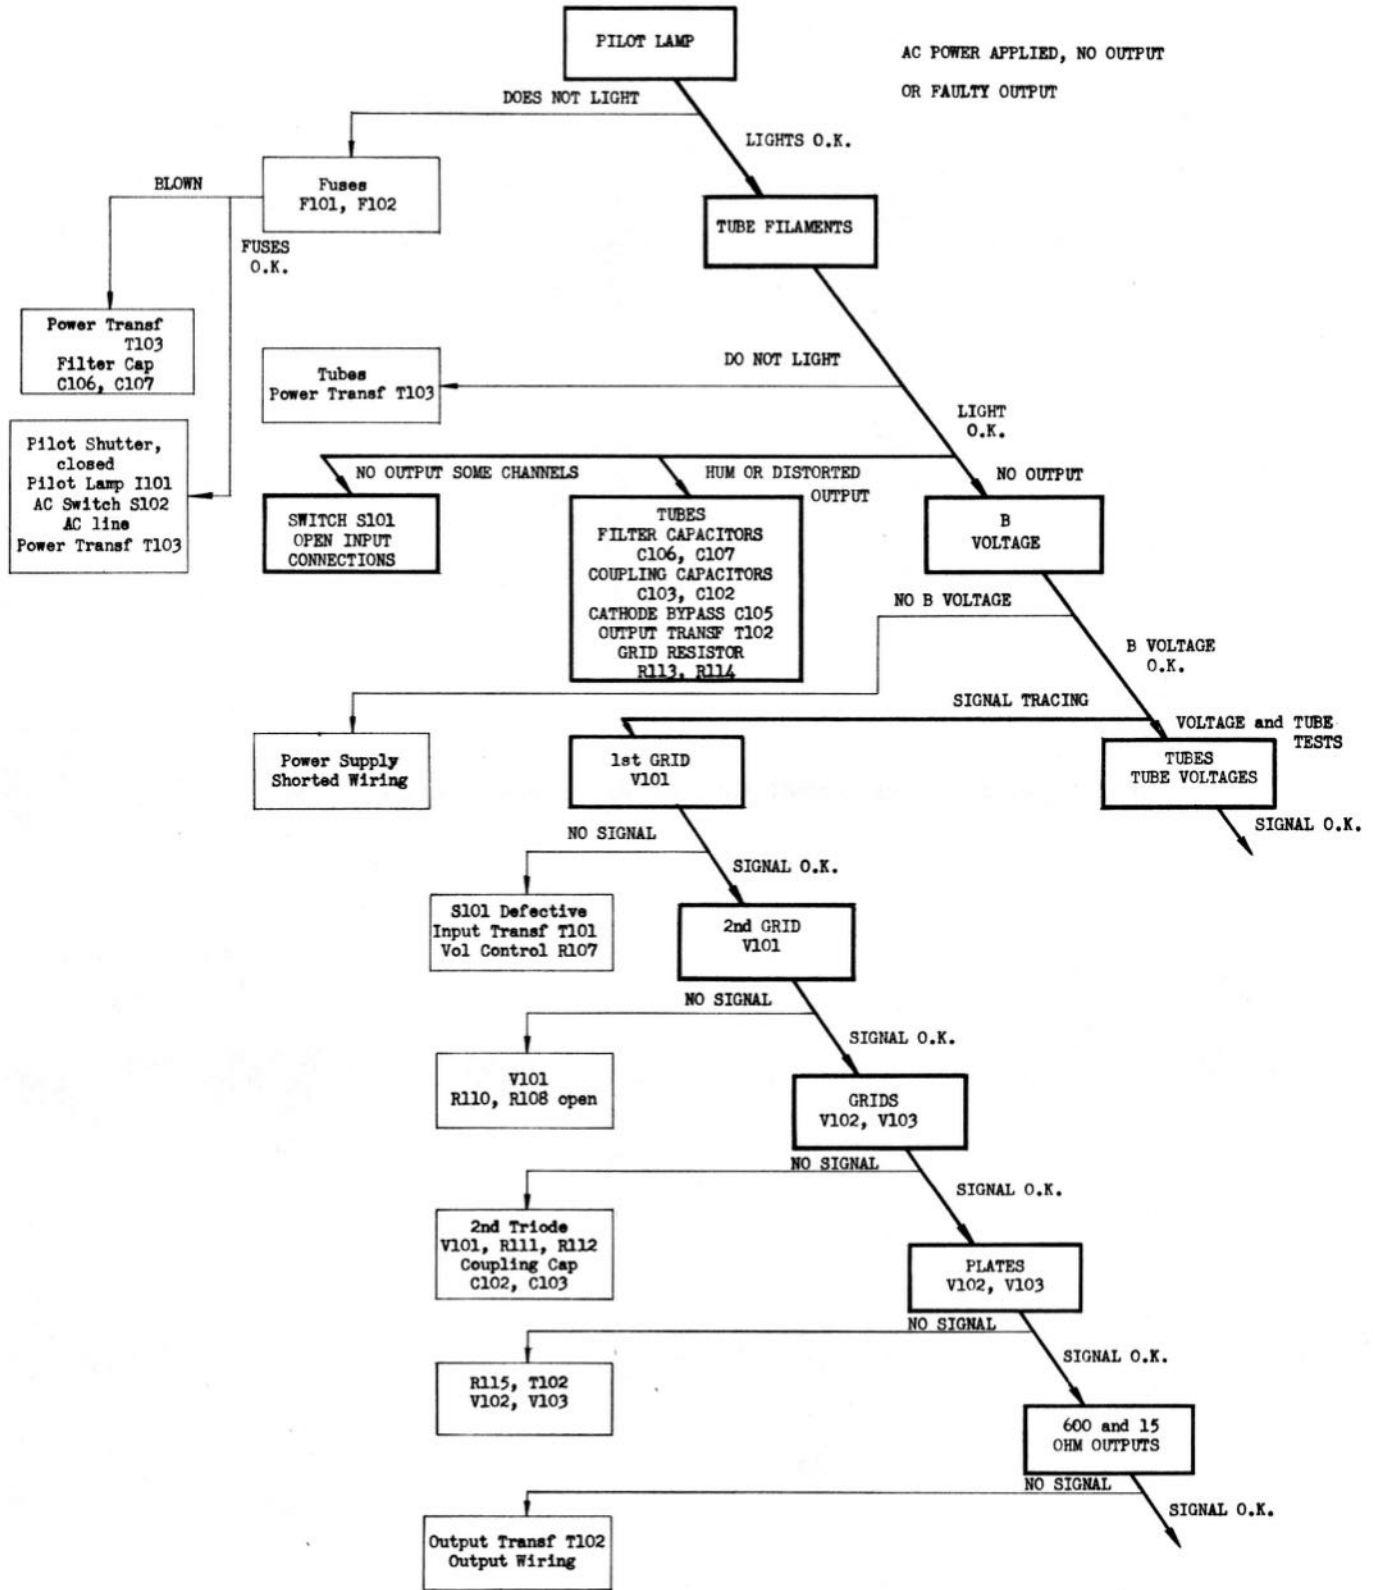 PILOT LAMP
AC POWER APPLIED, NO OUTPUT
OR FAULTY OUTPUT
DOES NOT LIGHT
LIGHTS O.K.
BLOWN
Fuses
F101, F102
FUSES
O.K.
TUBE FILAMENTS
Power Transf
T103
Filter Cap
C106, C107
DO NOT LIGHT
Tubes
Power Transf T103
LIGHT
O.K.
Pilot Shutter,
closed
Pilot Lamp I101
AC Switch S102
AC line
Power Transf T103
NO OUTPUT SOME CHANNELS
HUM OR DISTORTED
OUTPUT
NO OUTPUT
SWITCH S101
OPEN INPUT
CONNECTIONS
TUBES
FILTER CAPACITORS
C106, C107
COUPLING CAPACITORS
C103, C102
CATHODE BYPASS C105
OUTPUT TRANSF T102
GRID RESISTOR
R113, R114
B
VOLTAGE
NO B VOLTAGE
B VOLTAGE
O.K.
SIGNAL TRACING
VOLTAGE and TUBE
TESTS
Power Supply
Shorted Wiring
1st GRID
V101
TUBES
TUBE VOLTAGES
SIGNAL O.K.
NO SIGNAL
SIGNAL O.K.
S101 Defective
Input Transf T101
Vol Control R107
2nd GRID
V101
NO SIGNAL
SIGNAL O.K.
V101
R110, R108 open
GRIDS
V102, V103
NO SIGNAL
SIGNAL O.K.
2nd Triode
V101, R111, R112
Coupling Cap
C102, C103
PLATES
V102, V103
NO SIGNAL
SIGNAL O.K.
R115, T102
V102, V103
600 and 15
OHM OUTPUTS
NO SIGNAL
SIGNAL O.K.
Output Transf T102
Output Wiring